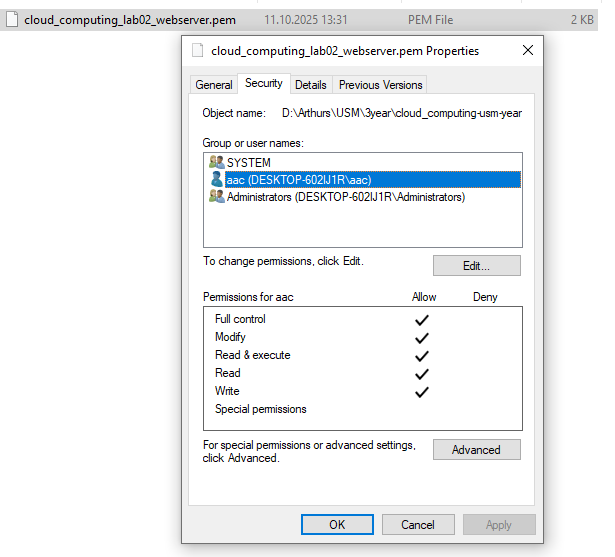 cloud_computing_lab02_webserver.pem 11.10.2025 13:31 PEM File 2 KB
cloud_computing_lab02_webserver.pem Properties
General Security Details Previous Versions
Object name: D:\Arthurs\USM\3year\cloud_computing-usm-year
Group or user names:
SYSTEM
aac (DESKTOP-602IJ1R\aac)
Administrators (DESKTOP-602IJ1R\Administrators)
To change permissions, click Edit.
Edit...
Permissions for aac Allow Deny
Full control
Modify
Read & execute
Read
Write
Special permissions
For special permissions or advanced settings,
click Advanced.
Advanced
OK Cancel Apply